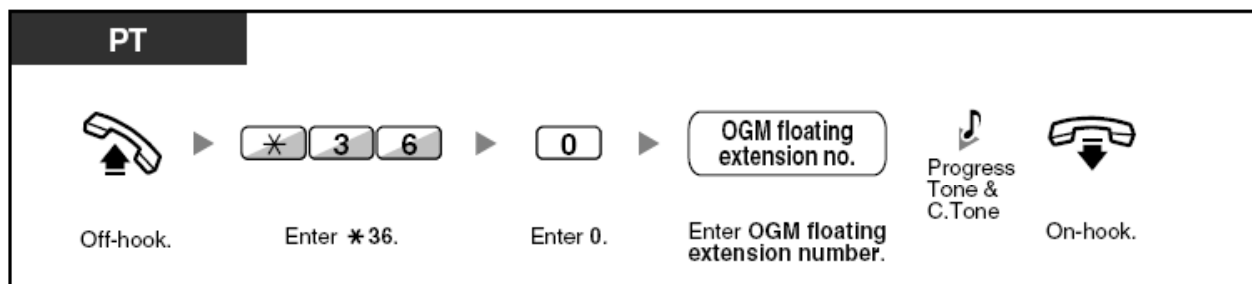 PT
* 3 6
0
OGM floating
extension no.
Progress
Tone &
C.Tone
Off-hook.
Enter *36.
Enter 0.
Enter OGM floating
extension number.
On-hook.